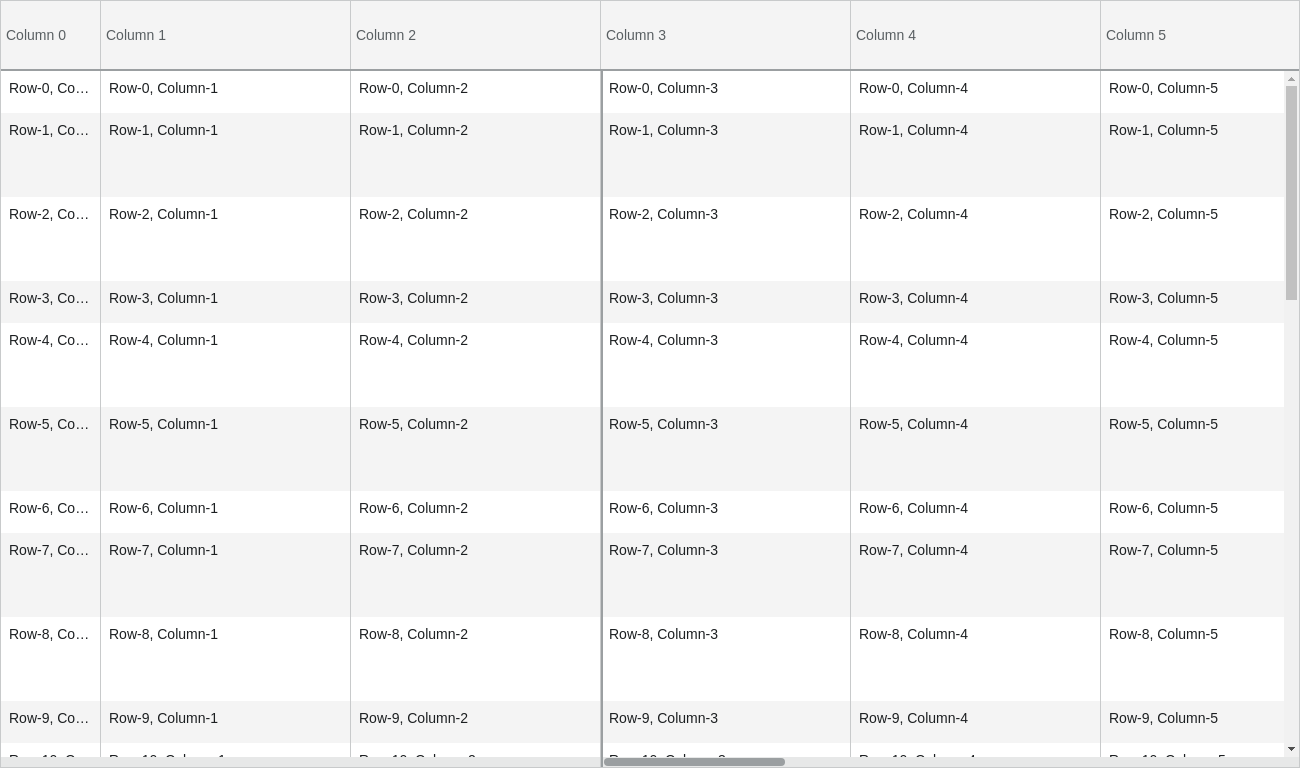 Column 0 Column 1 Column 2 Column 3 Column 4 Column 5
Row-0, Co… Row-0, Column-1 Row-0, Column-2 Row-0, Column-3 Row-0, Column-4 Row-0, Column-5
Row-1, Co… Row-1, Column-1 Row-1, Column-2 Row-1, Column-3 Row-1, Column-4 Row-1, Column-5
Row-2, Co… Row-2, Column-1 Row-2, Column-2 Row-2, Column-3 Row-2, Column-4 Row-2, Column-5
Row-3, Co… Row-3, Column-1 Row-3, Column-2 Row-3, Column-3 Row-3, Column-4 Row-3, Column-5
Row-4, Co… Row-4, Column-1 Row-4, Column-2 Row-4, Column-3 Row-4, Column-4 Row-4, Column-5
Row-5, Co… Row-5, Column-1 Row-5, Column-2 Row-5, Column-3 Row-5, Column-4 Row-5, Column-5
Row-6, Co… Row-6, Column-1 Row-6, Column-2 Row-6, Column-3 Row-6, Column-4 Row-6, Column-5
Row-7, Co… Row-7, Column-1 Row-7, Column-2 Row-7, Column-3 Row-7, Column-4 Row-7, Column-5
Row-8, Co… Row-8, Column-1 Row-8, Column-2 Row-8, Column-3 Row-8, Column-4 Row-8, Column-5
Row-9, Co… Row-9, Column-1 Row-9, Column-2 Row-9, Column-3 Row-9, Column-4 Row-9, Column-5